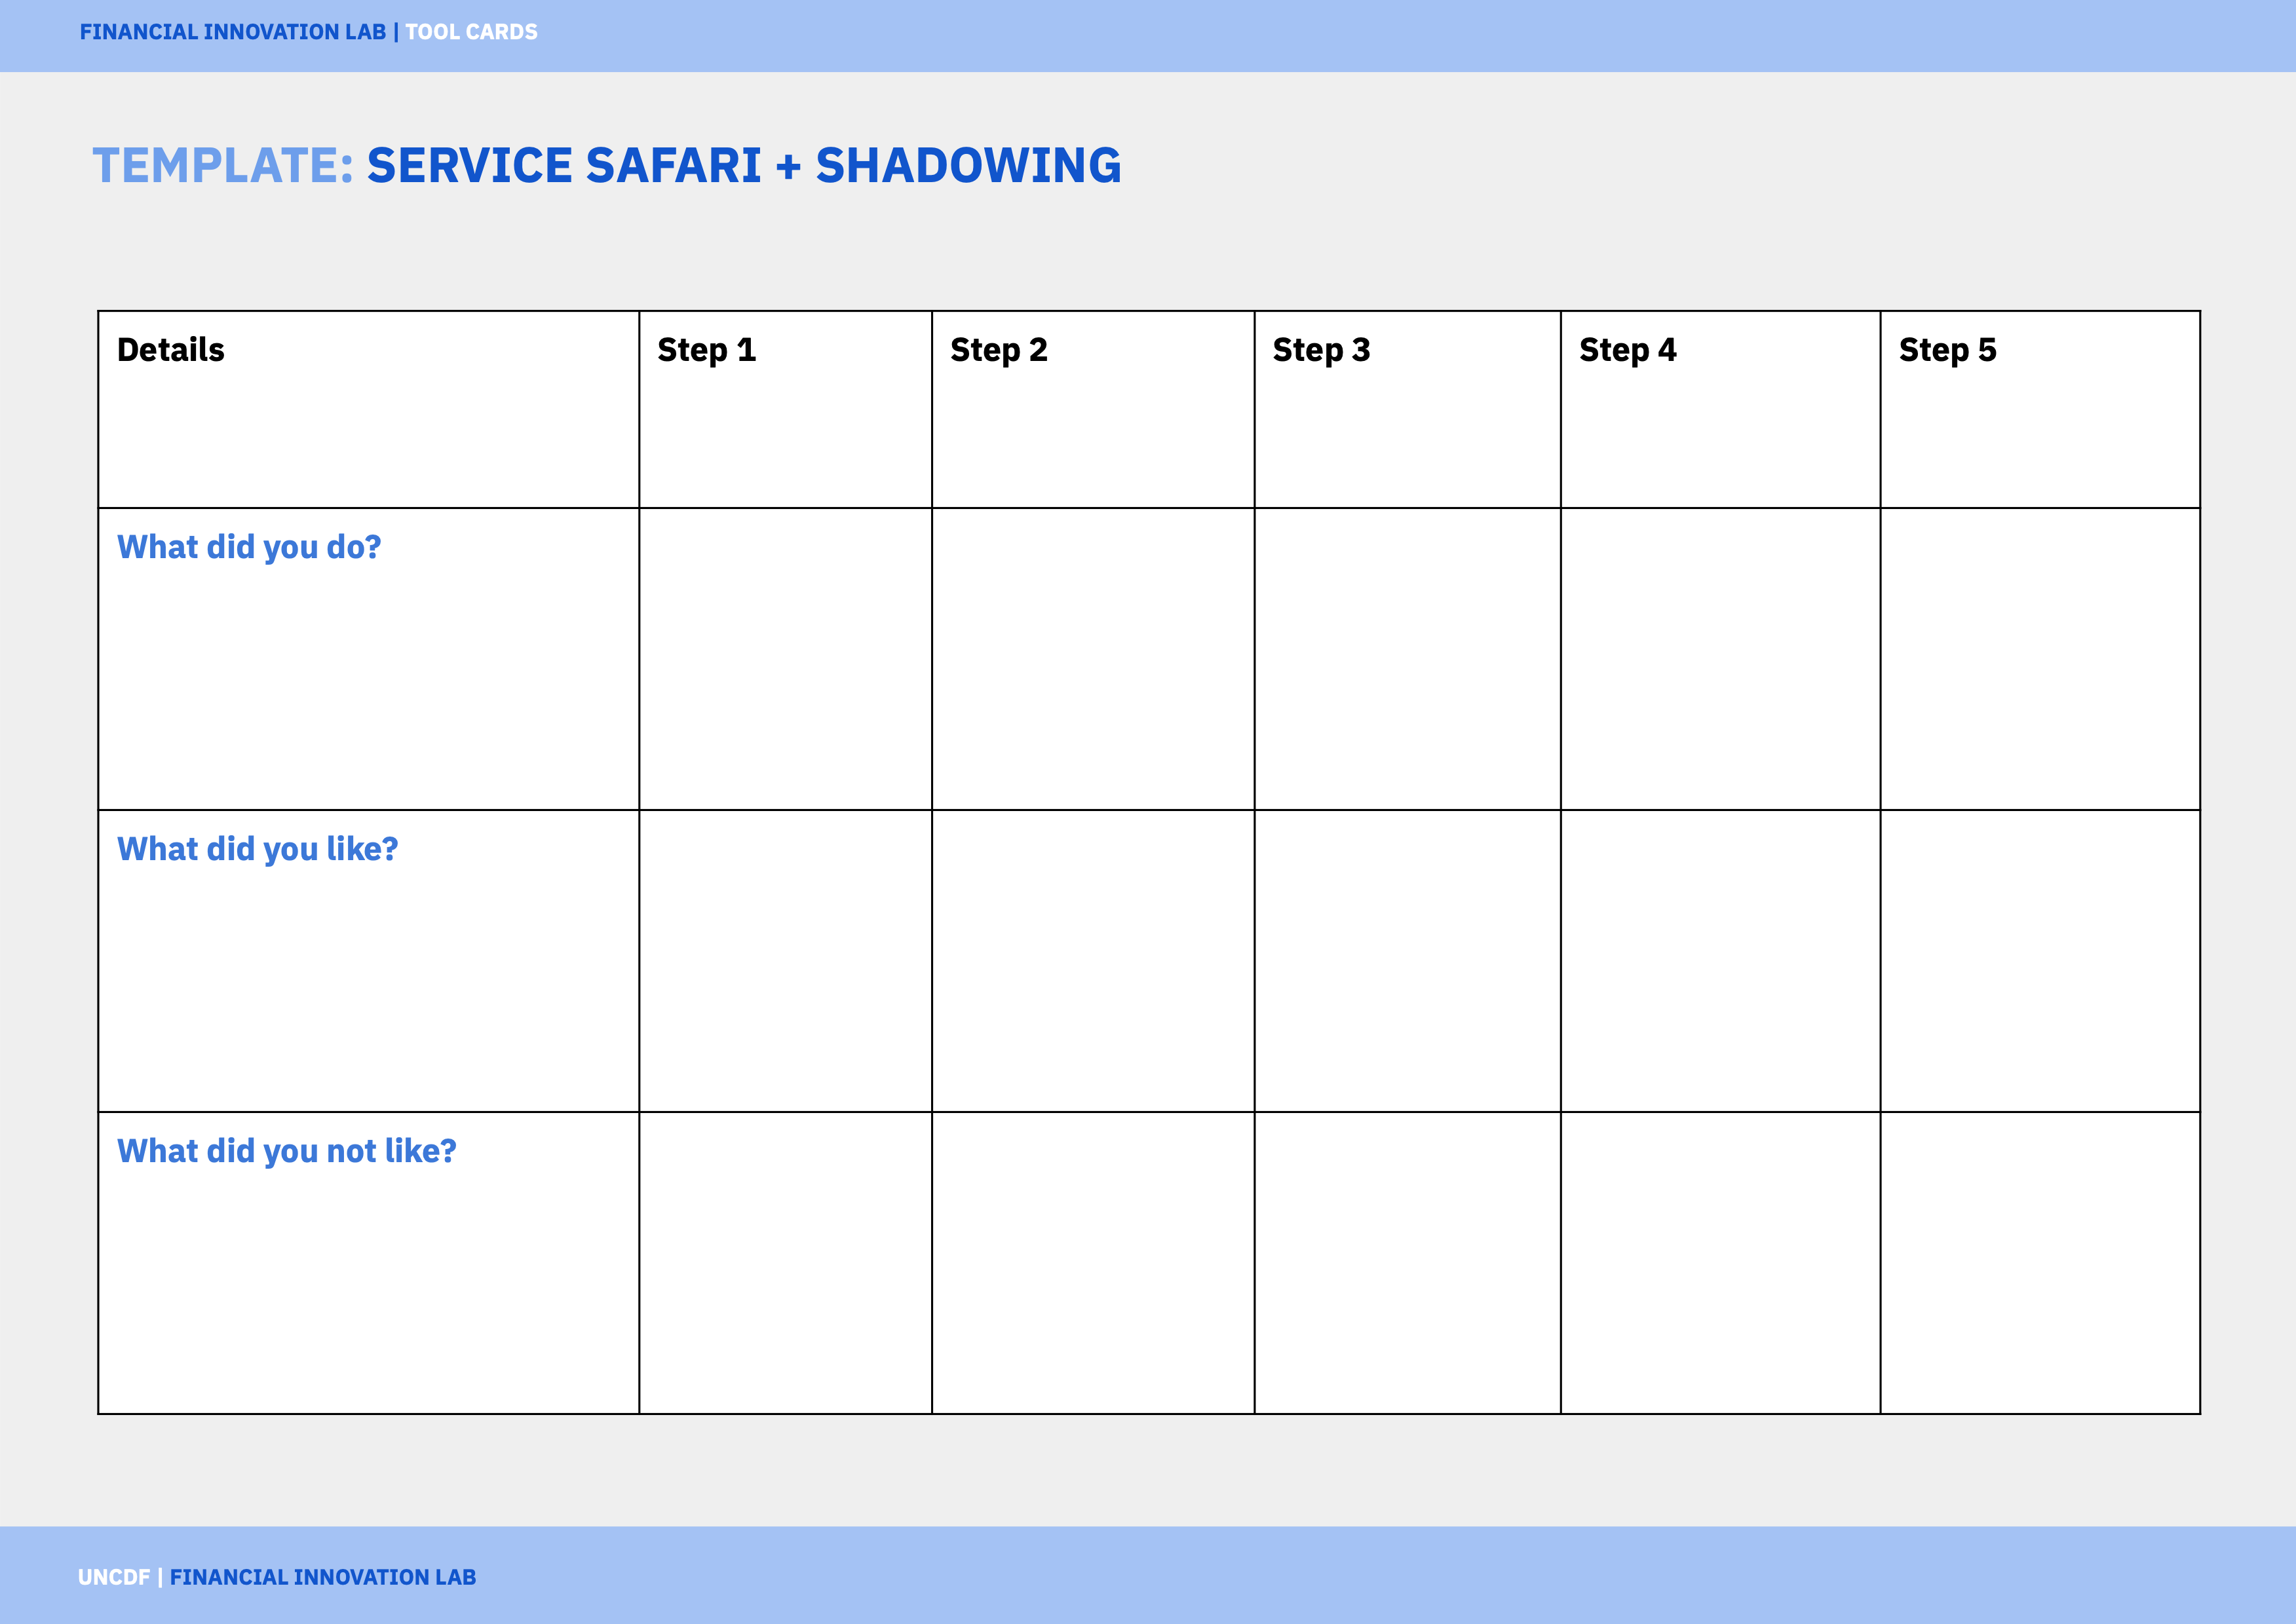 FINANCIAL INNOVATION LAB | TOOL CARDS
TEMPLATE: SERVICE SAFARI + SHADOWING
Details
Step 1
Step 2
Step 3
Step 4
Step 5
What did you do?
What did you like?
What did you not like?
UNCDF | FINANCIAL INNOVATION LAB